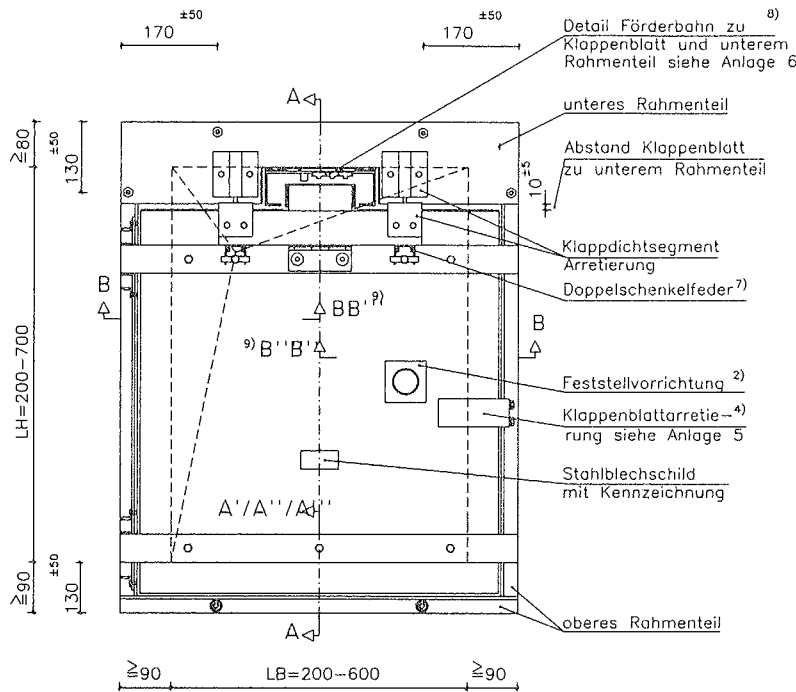 ±50
170
±50
170
8)
Detail Förderbahn zu
Klappenblatt und unterem
Rahmenteil siehe Anlage 6
A
unteres Rahmenteil
≥80
±50
130
Abstand Klappenblatt
zu unterem Rahmenteil
±5
10
Klappdichtsegment
Arretierung
Doppelschenkelfeder7)
B
BB' 9)
B
9)B''B'
Feststellvorrichtung 2)
Klappenblattarretie-4)
rung siehe Anlage 5
LH=200-700
Stahlblechschild
mit Kennzeichnung
A'/A''/A'''
≥90
±50
130
oberes Rahmenteil
A
≥90
LB=200-600
≥90